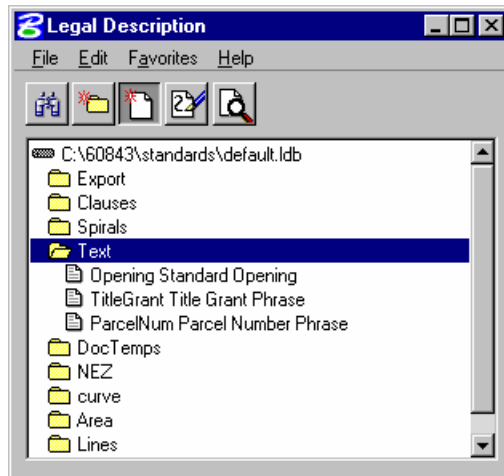 Legal Description
File Edit Favorites Help
C:\60843\standards\default.ldb
Export
Clauses
Spirals
Text
Opening Standard Opening
TitleGrant Title Grant Phrase
ParcelNum Parcel Number Phrase
DocTemps
NEZ
curve
Area
Lines